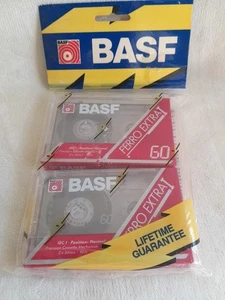 BASF
BASF
FERRO EXTRA I
60
BASF
60
FERRO EXTRA I
LIFETIME
GUARANTEE